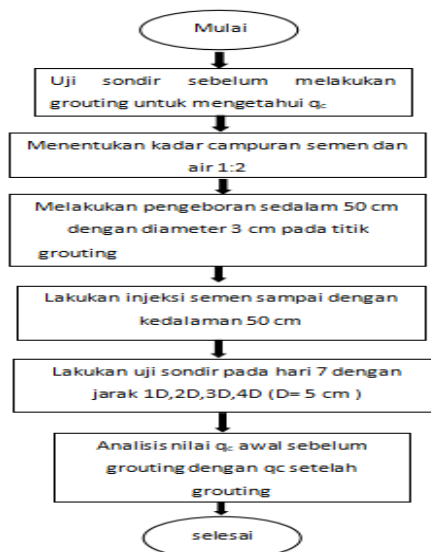 Mulai
Uji sondir sebelum melakukan
grouting untuk mengetahui qc
Menentukan kadar campuran semen dan
air 1:2
Melakukan pengeboran sedalam 50 cm
dengan diameter 3 cm pada titik
grouting
Lakukan injeksi semen sampai dengan
kedalaman 50 cm
Lakukan uji sondir pada hari 7 dengan
jarak 1D,2D,3D,4D (D= 5 cm )
Analisis nilai qc awal sebelum
grouting dengan qc setelah
grouting
selesai